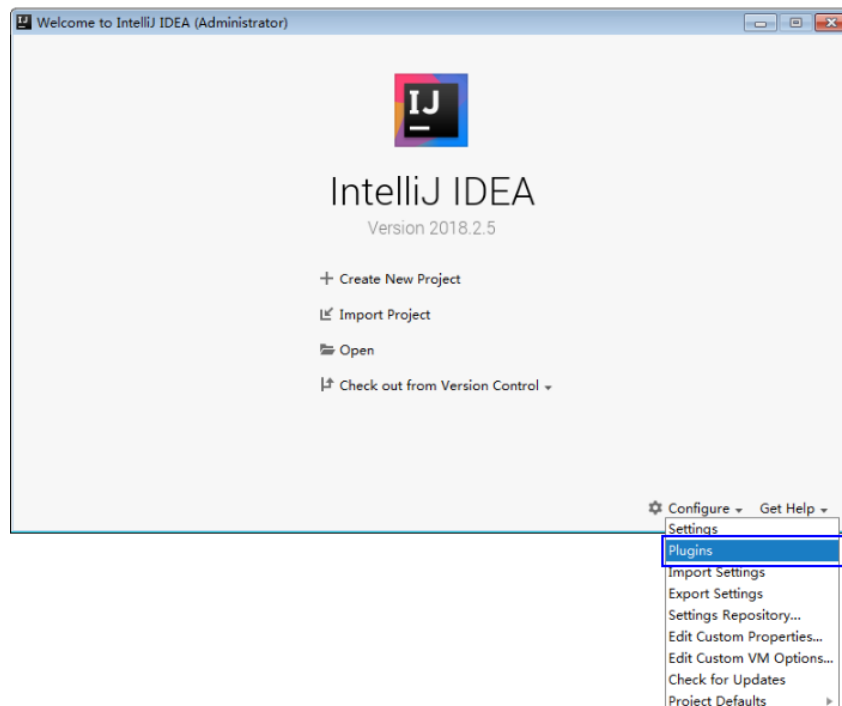 Welcome to IntelliJ IDEA (Administrator)
IJ
IntelliJ IDEA
Version 2018.2.5
Create New Project
Import Project
Open
Check out from Version Control
Configure Get Help
Settings
Plugins
Import Settings
Export Settings
Settings Repository...
Edit Custom Properties...
Edit Custom VM Options...
Check for Updates
Project Defaults